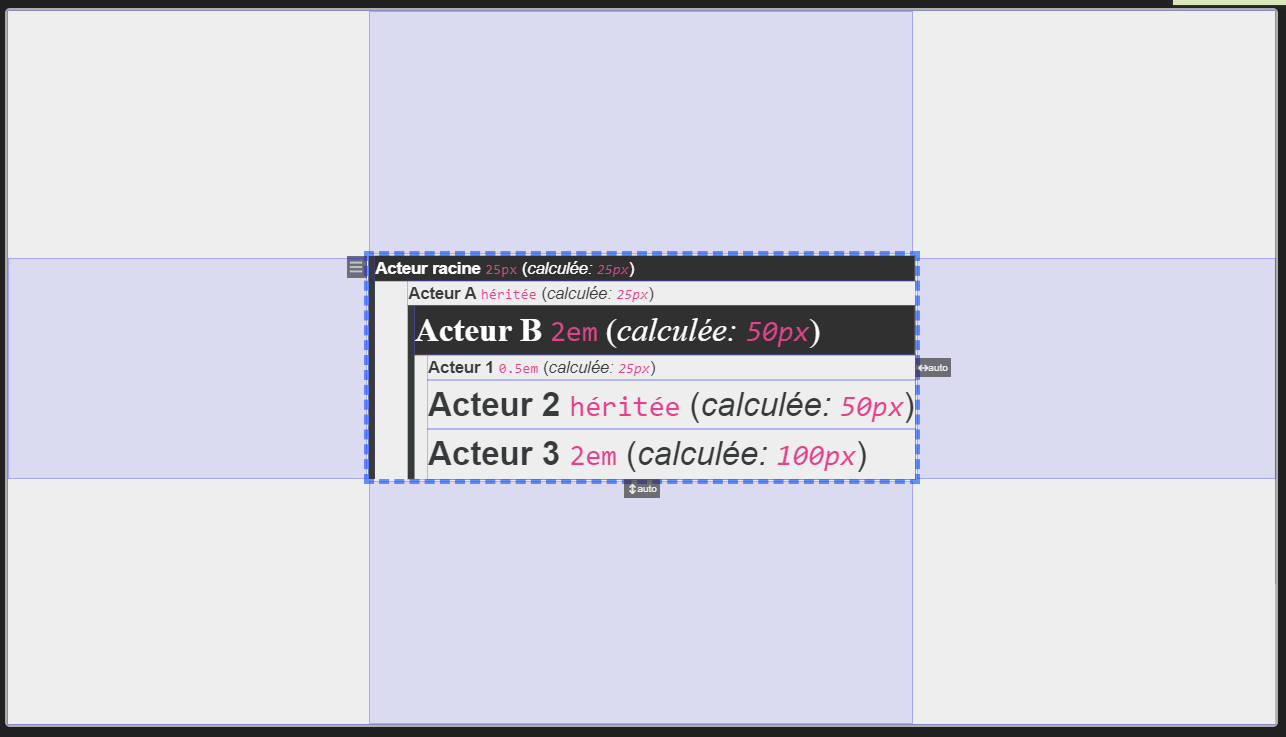 Acteur racine 25px (calculée: 25px)
Acteur A héritée (calculée: 25px)
Acteur B 2em (calculée: 50px)
Acteur 1 0.5em (calculée: 25px)
auto
Acteur 2 héritée (calculée: 50px)
Acteur 3 2em (calculée: 100px)
auto